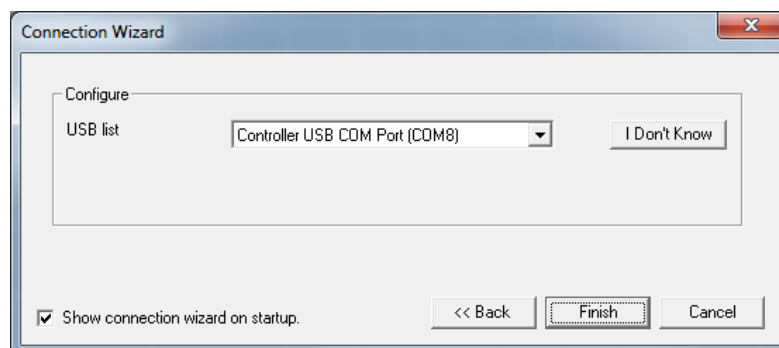 Connection Wizard
Configure
USB list
Controller USB COM Port (COM8)
I Don't Know
Show connection wizard on startup.
<< Back
Finish
Cancel